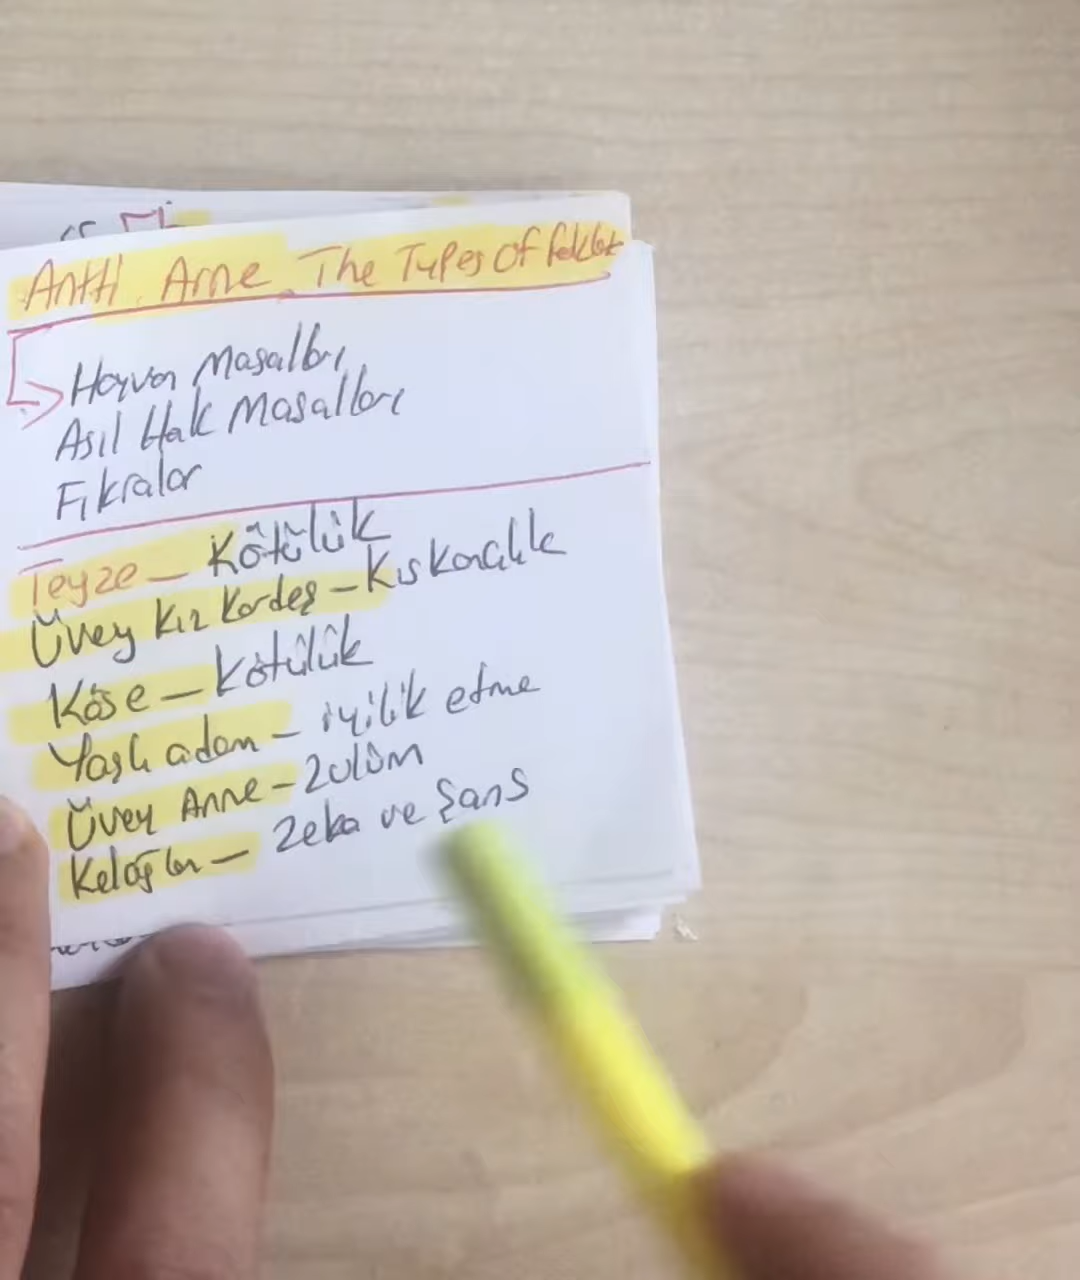 Antti Arne The Types Of Folklor
Hayvan Masalları
Asıl Halk Masalları
Fıkralar
Teyze - Kötülük
Üvey Kız Kardeş - Kıskançlık
Köse - Kötülük
Yaşlı adam - iyilik etme
Üvey Anne - Zulüm
Keloğlan - Zeka ve Şans